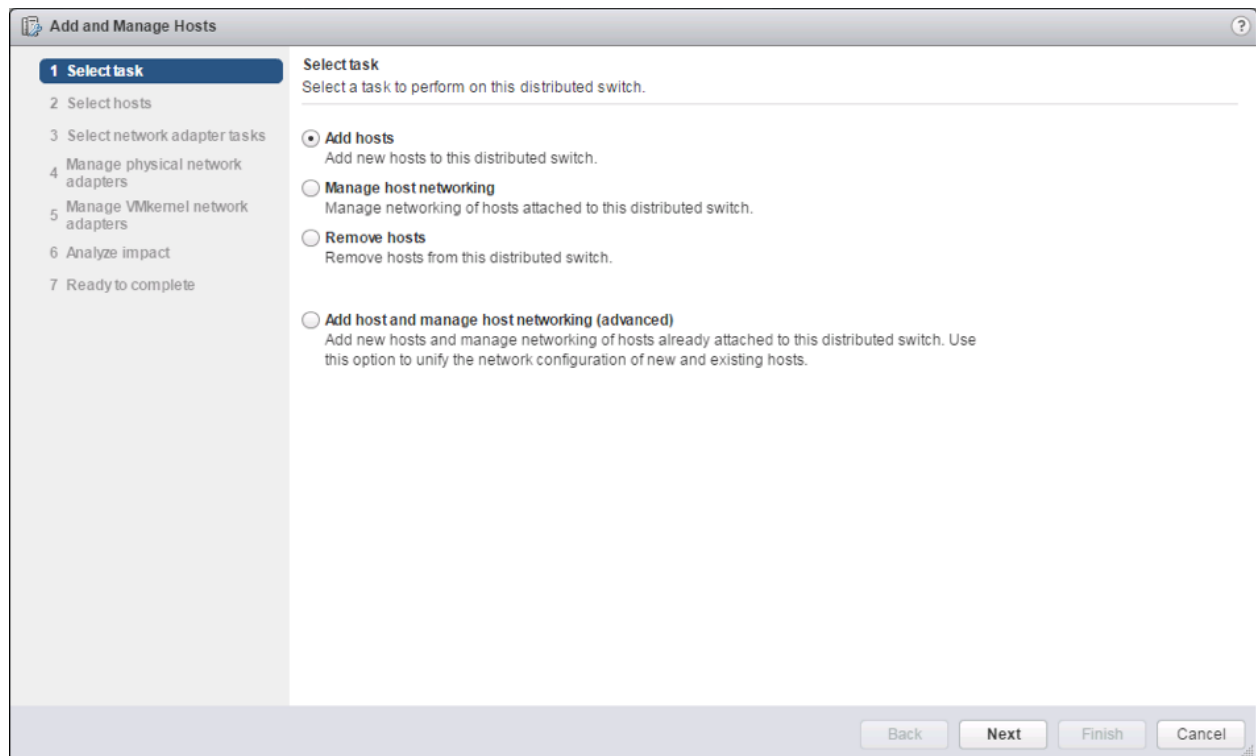 Add and Manage Hosts
?
1 Select task
2 Select hosts
3 Select network adapter tasks
4 Manage physical network
adapters
5 Manage VMkernel network
adapters
6 Analyze impact
7 Ready to complete
Select task
Select a task to perform on this distributed switch.
Add hosts
Add new hosts to this distributed switch.
Manage host networking
Manage networking of hosts attached to this distributed switch.
Remove hosts
Remove hosts from this distributed switch.
Add host and manage host networking (advanced)
Add new hosts and manage networking of hosts already attached to this distributed switch. Use
this option to unify the network configuration of new and existing hosts.
Back Next Finish Cancel